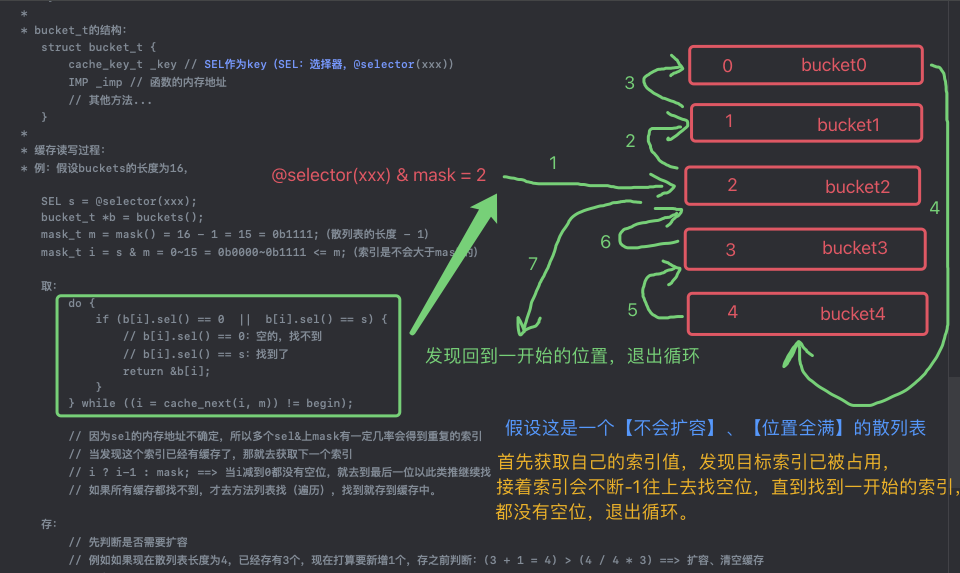 *
* bucket_t的结构:
struct bucket_t {
cache_key_t _key // SEL作为key (SEL: 选择器, @selector(xxx))
IMP _imp // 函数的内存地址
// 其他方法...
}
*
* 缓存读写过程:
* 例: 假设buckets的长度为16,
SEL s = @selector(xxx);
bucket_t *b = buckets();
mask_t m = mask() = 16 - 1 = 15 = 0b1111; (散列表的长度 - 1)
mask_t i = s & m = 0~15 = 0b0000~0b1111 <= m; (索引是不会大于mask的)
取:
do {
if (b[i].sel() == 0 || b[i].sel() == s) {
// b[i].sel() == 0: 空的, 找不到
// b[i].sel() == s: 找到了
return &b[i];
}
} while ((i = cache_next(i, m)) != begin);
// 因为sel的内存地址不确定，所以多个sel&上mask有一定几率会得到重复的索引
// 当发现这个索引已经有缓存了，那就去获取下一个索引
// i ? i-1 : mask; ==> 当i减到0都没有空位，就去到最后一位以此类推继续找
// 如果所有缓存都找不到，才去方法列表找（遍历），找到就存到缓存中。
存:
// 先判断是否需要扩容
// 例如如果现在散列表长度为4，已经存有3个，现在打算要新增1个，存之前判断: (3 + 1 = 4) > (4 / 4 * 3) ==> 扩容、清空缓存
@selector(xxx) & mask = 2
0 bucket0
1 bucket1
2 bucket2
3 bucket3
4 bucket4
1
2
3
4
5
6
7
发现回到一开始的位置，退出循环
假设这是一个【不会扩容】、【位置全满】的散列表
首先获取自己的索引值，发现目标索引已被占用，
接着索引会不断-1往上去找空位，直到找到一开始的索引，
都没有空位，退出循环。